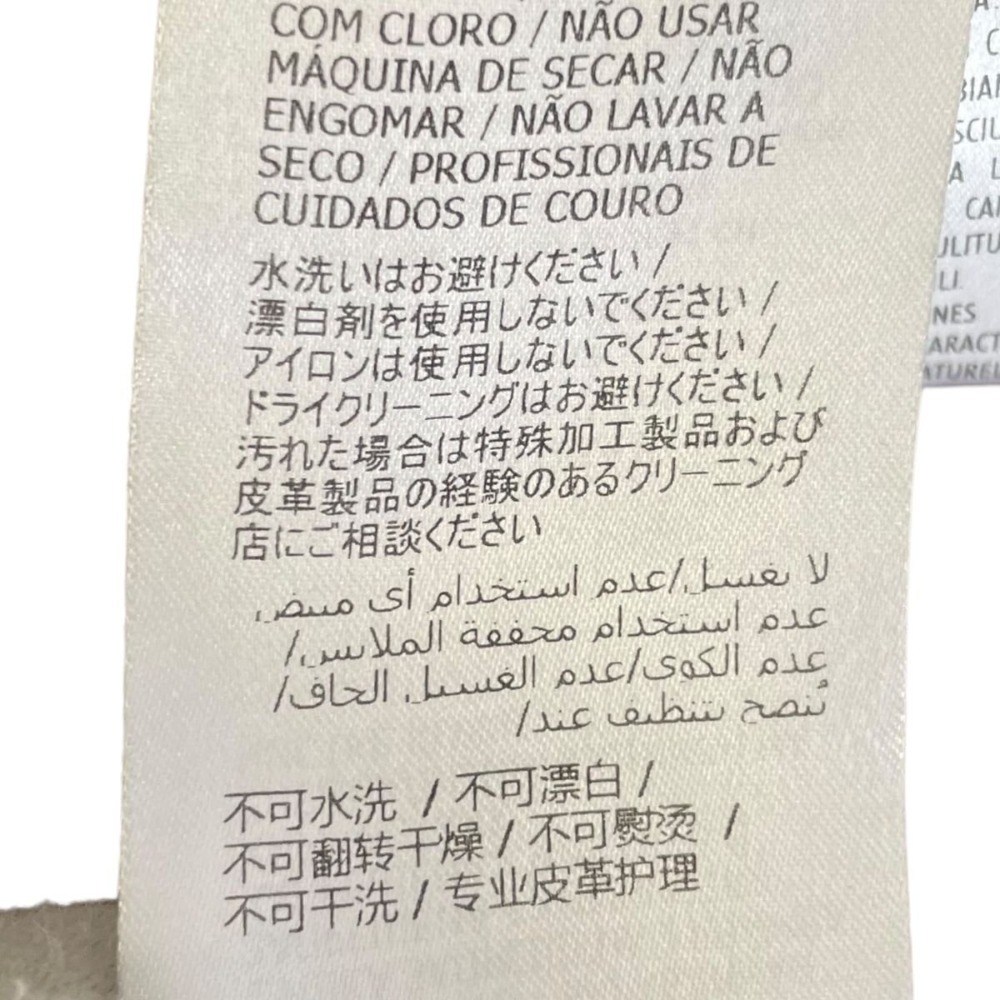 COM CLORO / NÃO USAR
MÁQUINA DE SECAR / NÃO
ENGOMAR / NÃO LAVAR A
SECO / PROFISSIONAIS DE
CUIDADOS DE COURO
水洗いはお避けください /
漂白剤を使用しないでください /
アイロンは使用しないでください /
ドライクリーニングはお避けください /
汚れた場合は特殊加工製品および
皮革製品の経験のあるクリーニング
店にご相談ください
لا يغسل/عدم استخدام أى مبيض
عدم استخدام مجففة الملابس/
عدم الكوى/عدم الغسيل الجاف/
يُنصح بتنظيف عند/
不可水洗 / 不可漂白 /
不可翻转干燥 / 不可熨烫 /
不可干洗 / 专业皮革护理
NES